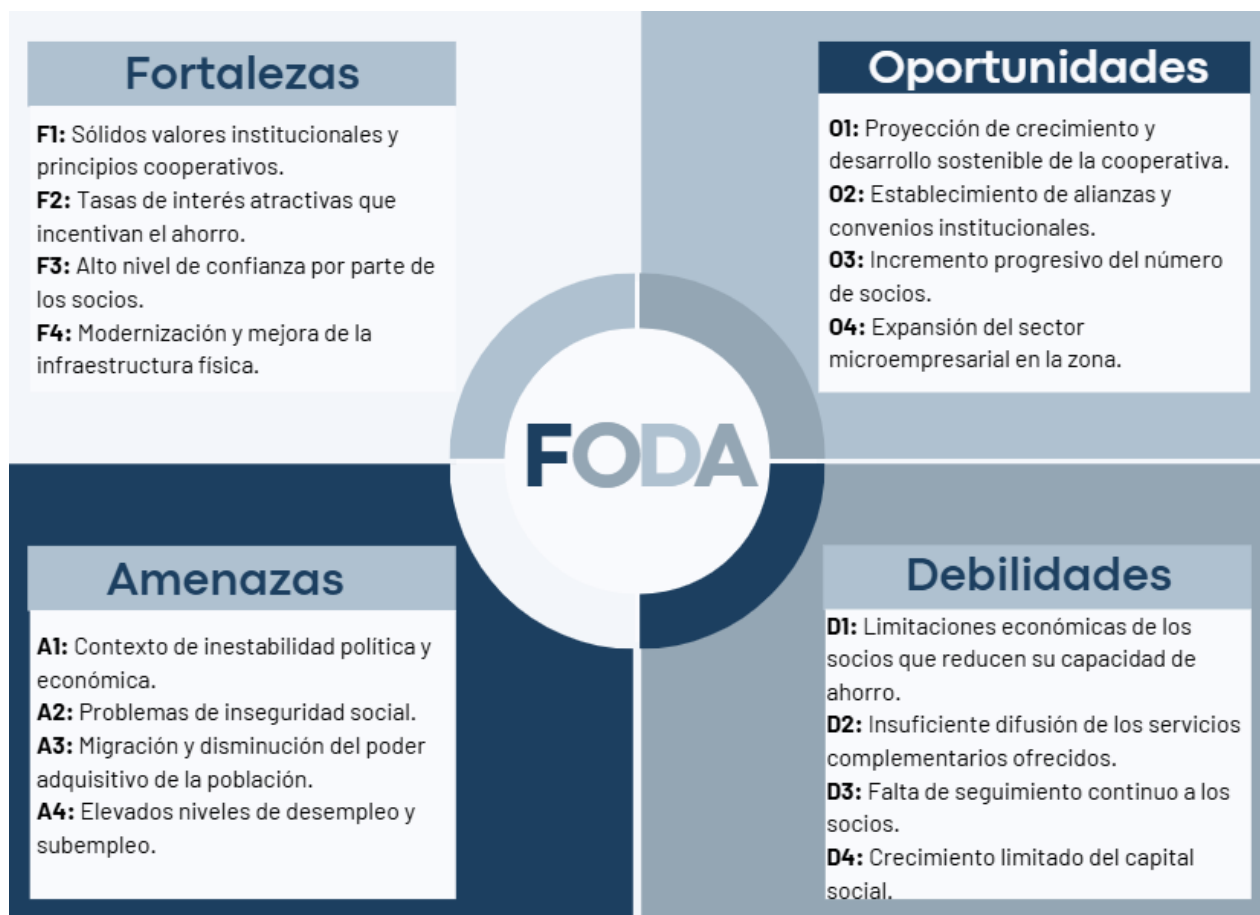 Fortalezas
F1: Sólidos valores institucionales y
principios cooperativos.
F2: Tasas de interés atractivas que
incentivan el ahorro.
F3: Alto nivel de confianza por parte de
los socios.
F4: Modernización y mejora de la
infraestructura física.
Oportunidades
O1: Proyección de crecimiento y
desarrollo sostenible de la cooperativa.
O2: Establecimiento de alianzas y
convenios institucionales.
O3: Incremento progresivo del número
de socios.
O4: Expansión del sector
microempresarial en la zona.
FODA
Amenazas
A1: Contexto de inestabilidad política y
económica.
A2: Problemas de inseguridad social.
A3: Migración y disminución del poder
adquisitivo de la población.
A4: Elevados niveles de desempleo y
subempleo.
Debilidades
D1: Limitaciones económicas de los
socios que reducen su capacidad de
ahorro.
D2: Insuficiente difusión de los servicios
complementarios ofrecidos.
D3: Falta de seguimiento continuo a los
socios.
D4: Crecimiento limitado del capital
social.